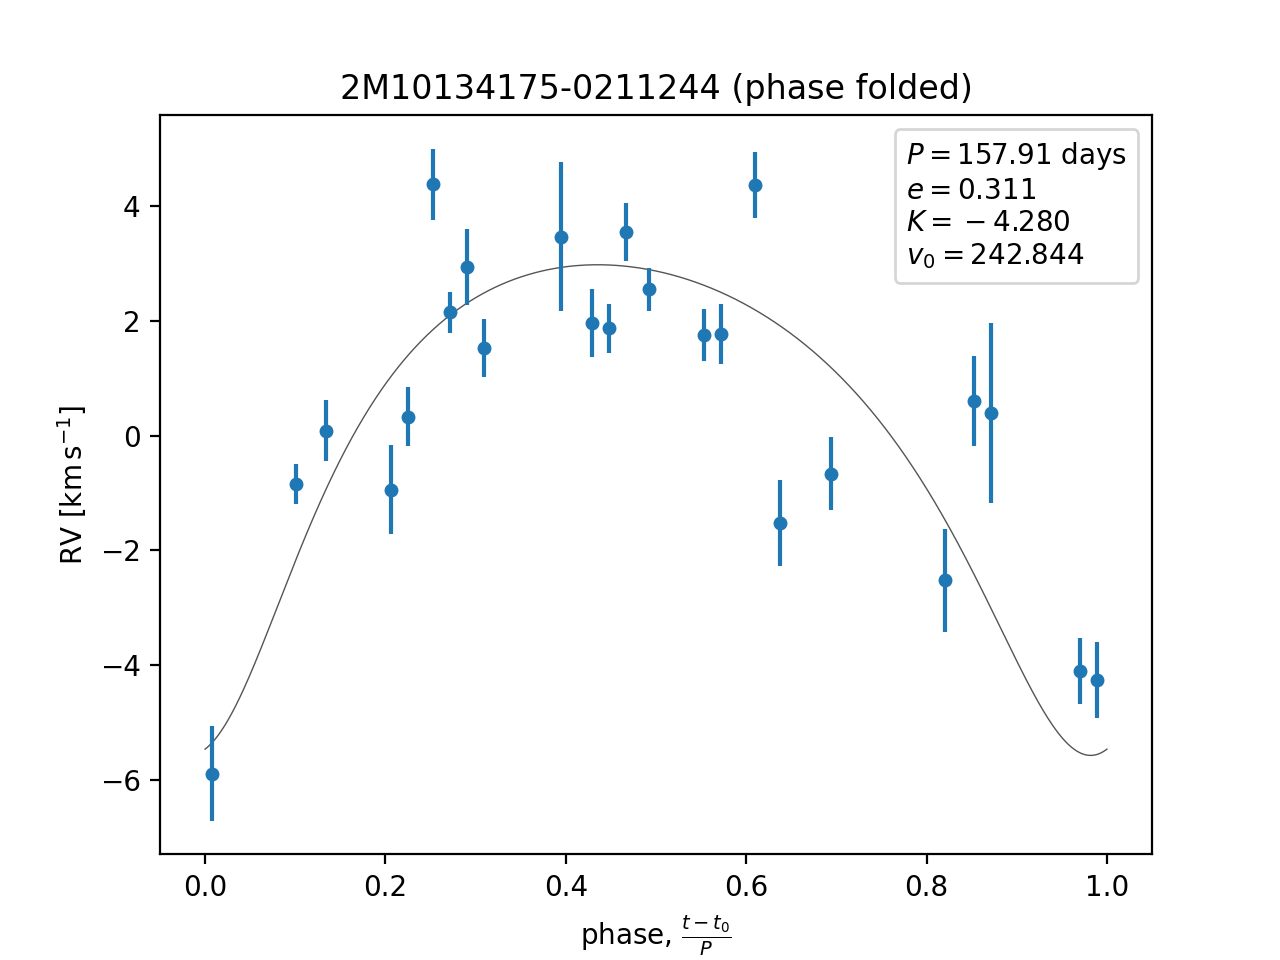 2M10134175-0211244 (phase folded)
P = 157.91 days
e = 0.311
K = −4.280
v₀ = 242.844
RV [km s⁻¹]
4
2
0
−2
−4
−6
0.0 0.2 0.4 0.6 0.8 1.0
phase, (t − t₀)/P